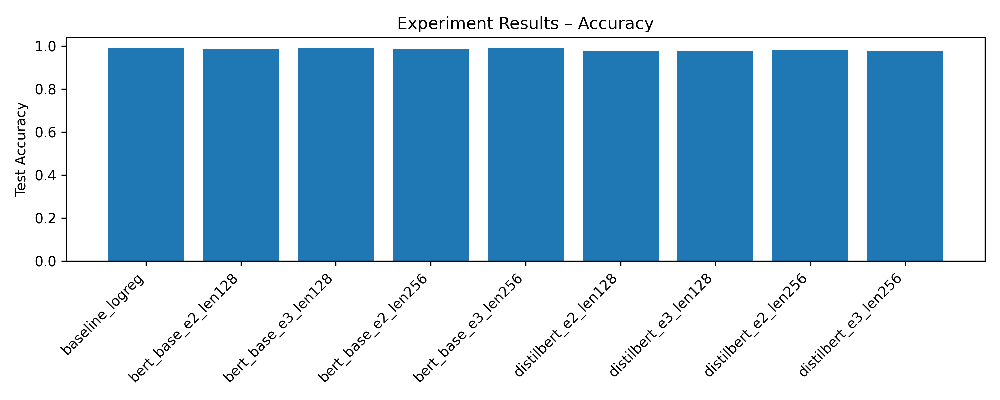 Experiment Results – Accuracy
Test Accuracy
1.0
0.8
0.6
0.4
0.2
0.0
baseline_logreg
bert_base_e2_len128
bert_base_e3_len128
bert_base_e2_len256
bert_base_e3_len256
distilbert_e2_len128
distilbert_e3_len128
distilbert_e2_len256
distilbert_e3_len256